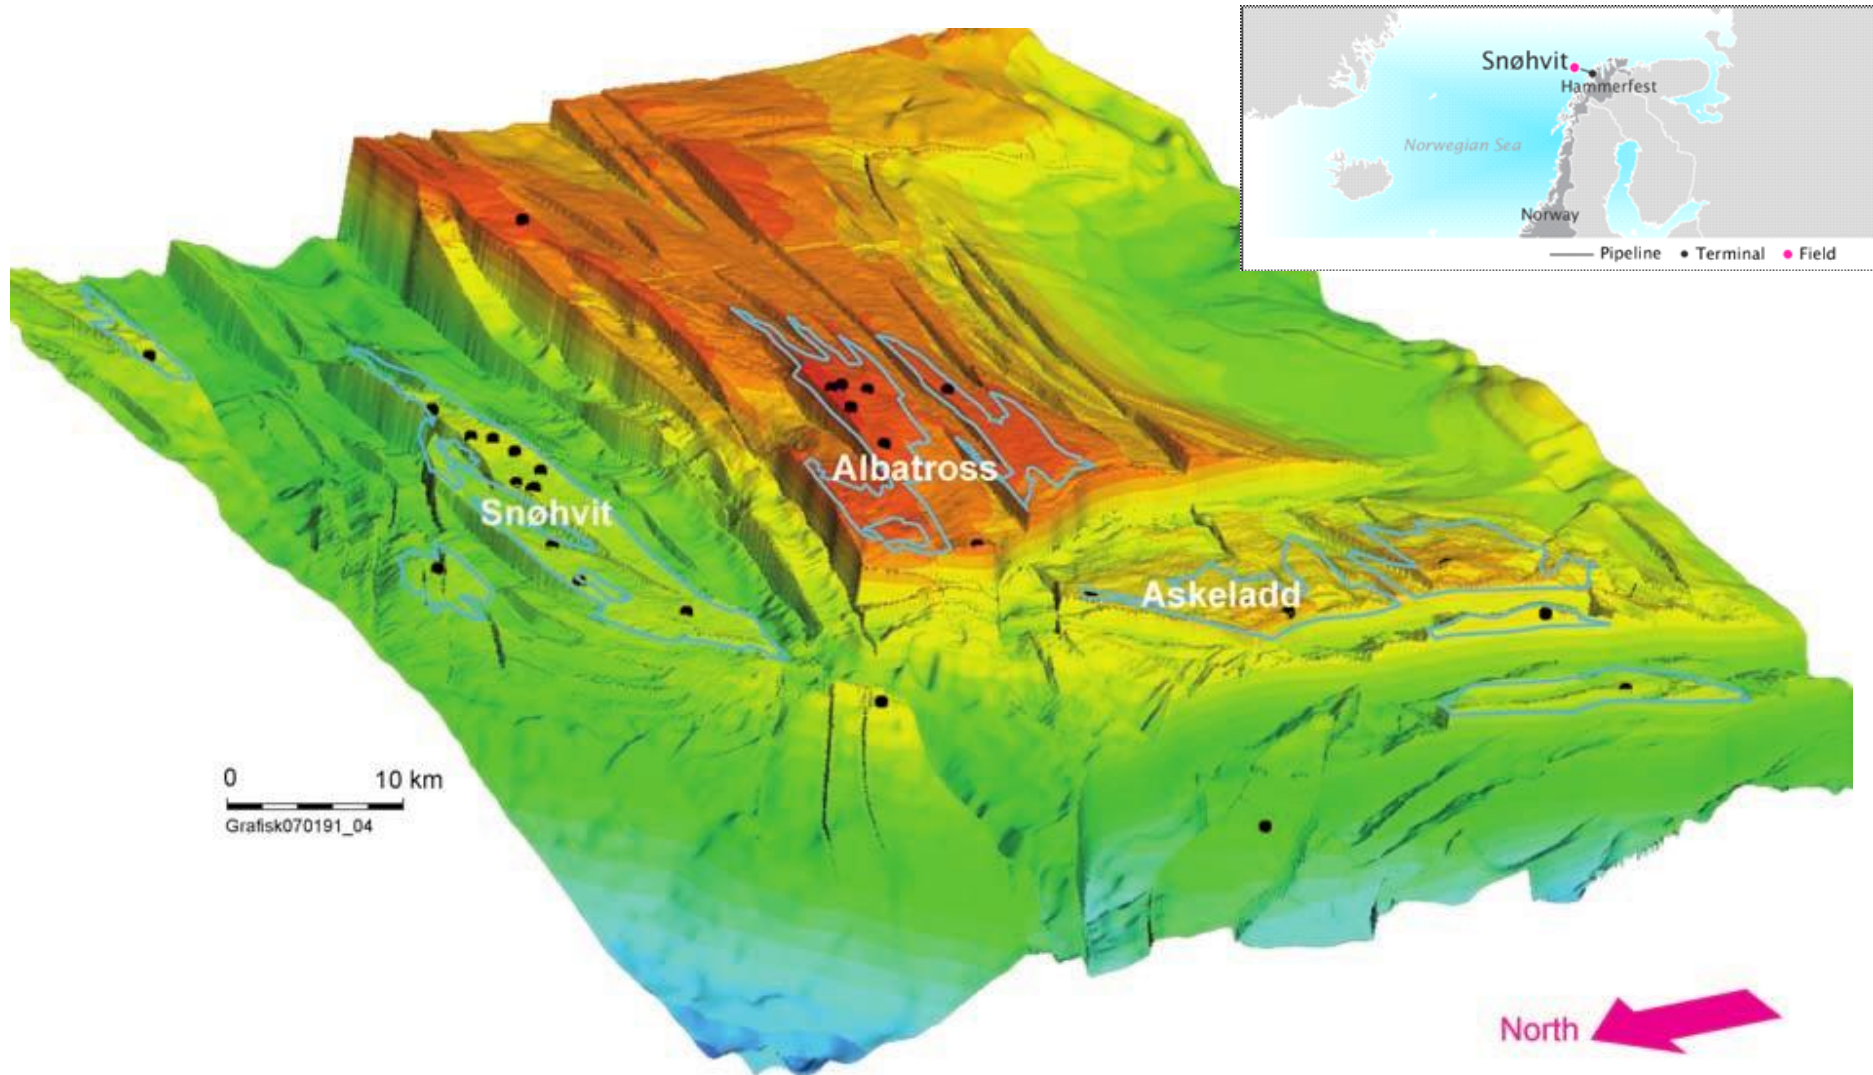 Snøhvit
Hammerfest
Norwegian Sea
Norway
Pipeline Terminal Field
Albatross
Snøhvit
Askeladd
0 10 km
Grafisk070191_04
North